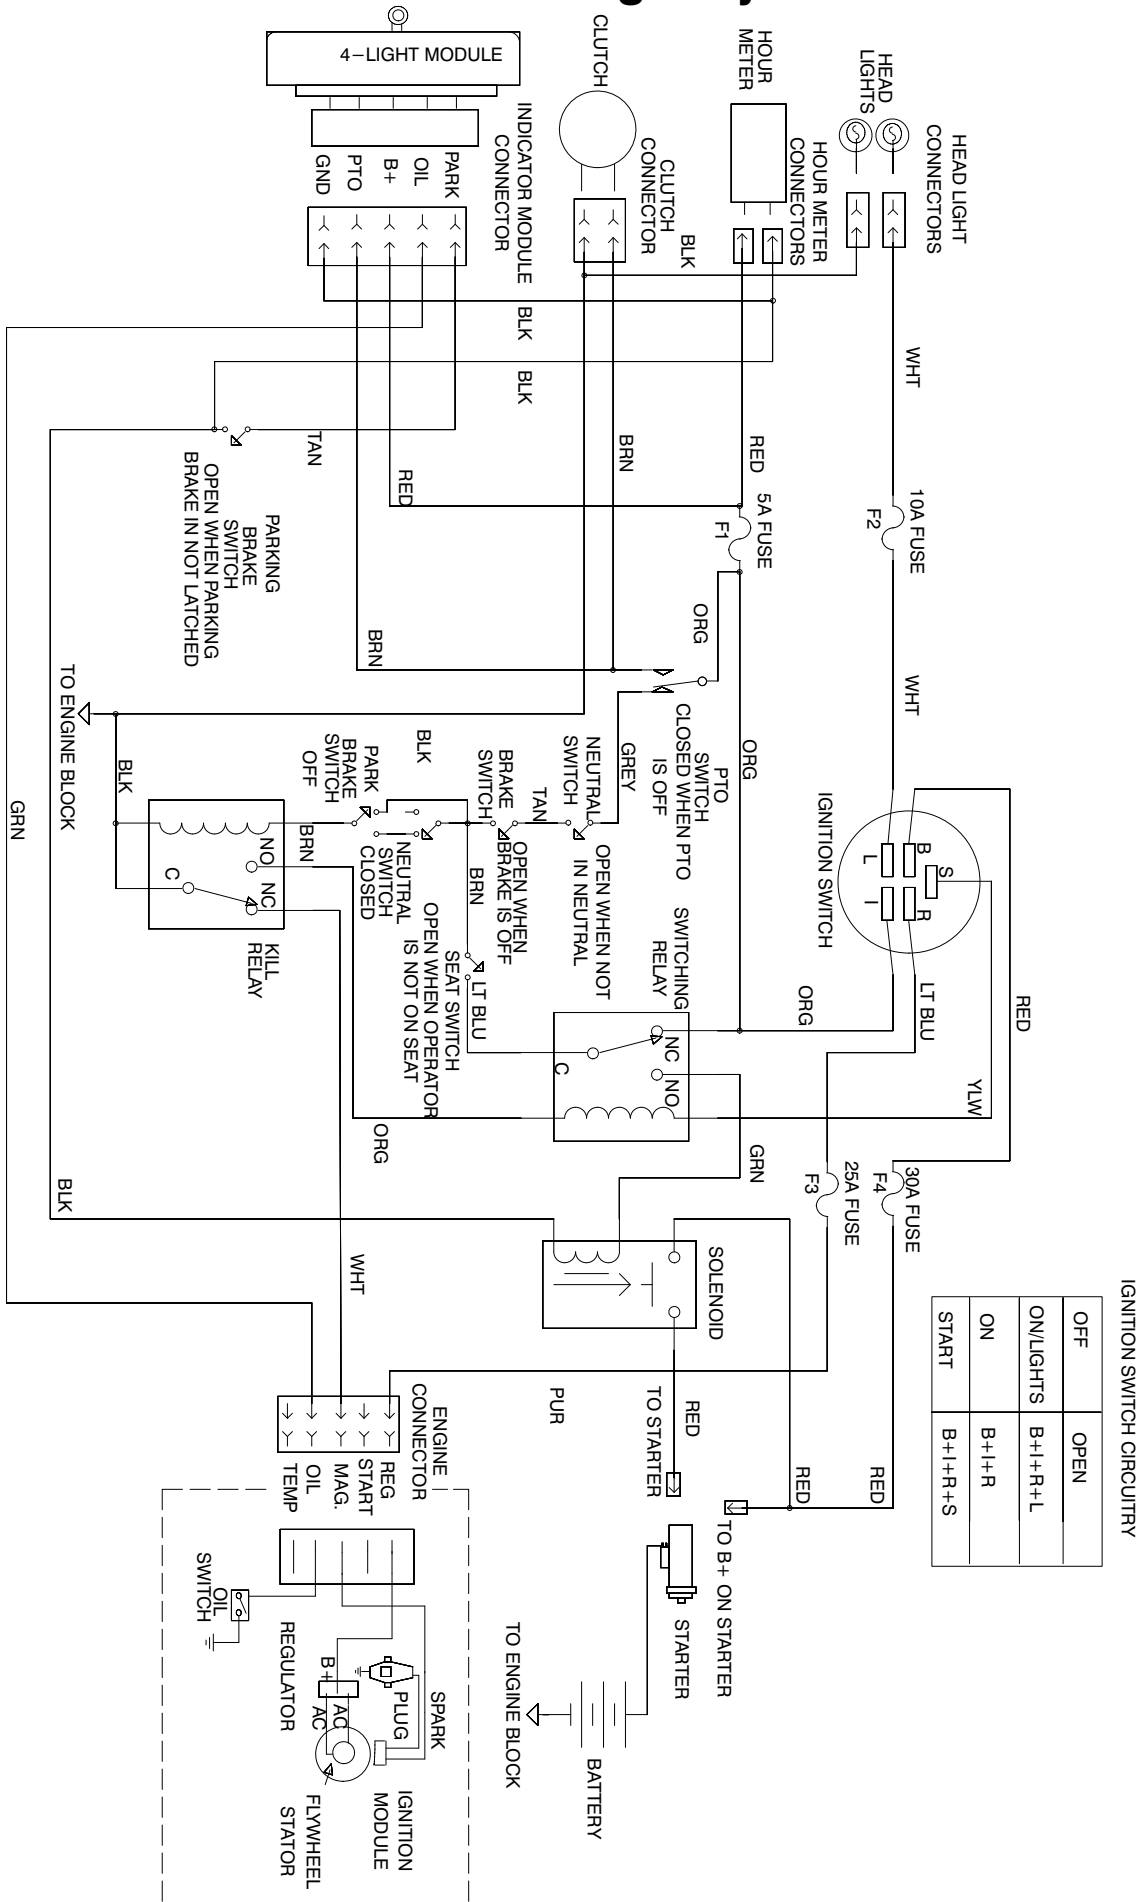 4-LIGHT MODULE
GND
PTO
B+
OIL
PARK
INDICATOR MODULE
CONNECTOR
CLUTCH
CLUTCH
CONNECTOR
HOUR
METER
HOUR METER
CONNECTORS
HEAD
LIGHTS
HEAD LIGHT
CONNECTORS
BLK
BLK
BLK
WHT
TAN
BRN
RED
RED
PARKING
BRAKE
SWITCH
OPEN WHEN PARKING
BRAKE IN NOT LATCHED
5A FUSE
F1
10A FUSE
F2
ORG
BRN
WHT
TO ENGINE BLOCK
GRN
BLK
BLK
PARK
BRAKE
SWITCH
OFF
BRAKE
SWITCH
NEUTRAL
SWITCH
GREY
TAN
PTO
SWITCH
CLOSED WHEN PTO
IS OFF
ORG
IGNITION SWITCH
B
S
L
I
R
NO
NC
C
BRN
KILL
RELAY
NEUTRAL
SWITCH
CLOSED
BRN
OPEN WHEN
BRAKE IS OFF
OPEN WHEN NOT
IN NEUTRAL
SEAT SWITCH
OPEN WHEN OPERATOR
IS NOT ON SEAT
LT BLU
SWITCHING
RELAY
NC
NO
C
ORG
LT BLU
RED
YLW
ORG
GRN
25A FUSE
F3
30A FUSE
F4
BLK
WHT
SOLENOID
PUR
RED
TO STARTER
RED
RED
TO B+ ON STARTER
IGNITION SWITCH CIRCUITRY
OFF OPEN
ON/LIGHTS B+I+R+L
ON B+I+R
START B+I+R+S
ENGINE
CONNECTOR
REG
START
MAG.
OIL
TEMP
OIL
SWITCH
REGULATOR
B+
AC
AC
SPARK
PLUG
IGNITION
MODULE
FLYWHEEL
STATOR
STARTER
BATTERY
TO ENGINE BLOCK